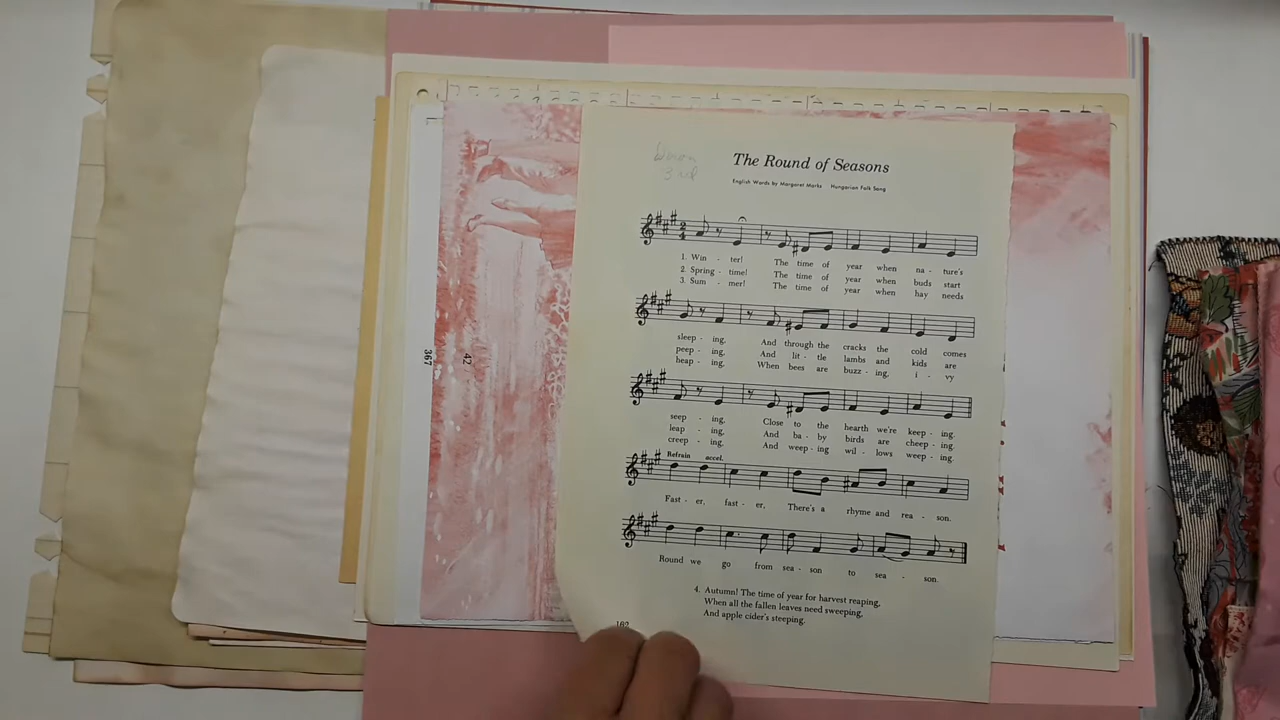 The Round of Seasons
English Words by Margaret Marks Hungarian Folk Song
1. Win - ter! The time of year when na - ture's
2. Spring - time! The time of year when buds start
3. Sum - mer! The time of year when hay needs
sleep - ing, And through the cracks the cold comes
peep - ing, And lit - tle lambs and kids are
heap - ing, When bees are buzz - ing, i - vy
seep - ing, Close to the hearth we're keep - ing.
leap - ing, And ba - by birds are cheep - ing.
creep - ing, And weep - ing wil - lows weep - ing.
Refrain accel.
Fast - er, fast - er, There's a rhyme and rea - son.
Round we go from sea - son to sea - son.
4. Autumn! The time of year for harvest reaping,
When all the fallen leaves need sweeping,
And apple cider's steeping.
367
42